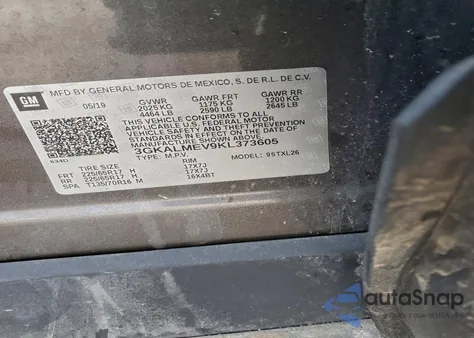 MFD BY GENERAL MOTORS DE MEXICO, S. DE R.L. DE C.V.
GM
05/19 GVWR GAWR FRT GAWR RR
2025 KG 1175 KG 1200 KG
4464 LB 2590 LB 2645 LB
THIS VEHICLE CONFORMS TO ALL APPLICABLE
U.S. FEDERAL MOTOR VEHICLE SAFETY,
BUMPER, AND THEFT PREVENTION STANDARDS
IN EFFECT ON THE DATE OF
MANUFACTURE SHOWN ABOVE.
3GKALMEV9KL373605
TYPE: M.P.V. MODEL: 95TXL26
TIRE SIZE RIM
FRT 225/65R17 H 17X7J
RR 225/65R17 H 17X7J
SPA T135/70R16 M 16X4BT
autoSnap